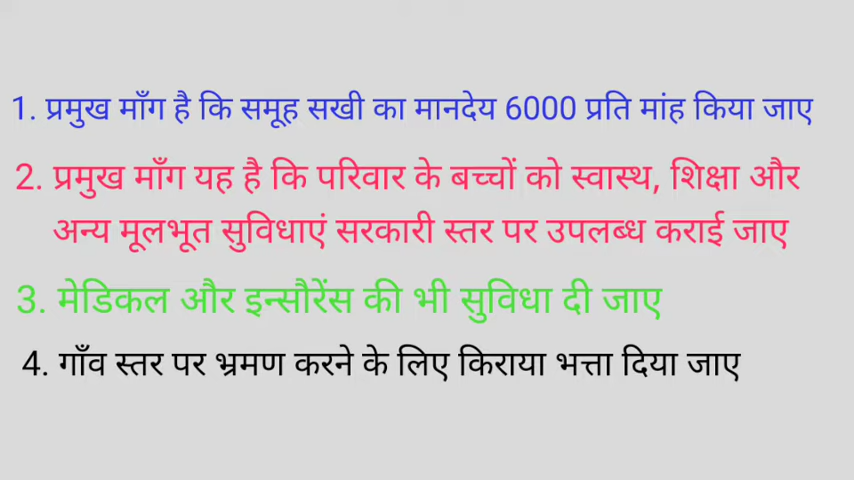 1. प्रमुख माँग है कि समूह सखी का मानदेय 6000 प्रति मांह किया जाए
2. प्रमुख माँग यह है कि परिवार के बच्चों को स्वास्थ, शिक्षा और
अन्य मूलभूत सुविधाएं सरकारी स्तर पर उपलब्ध कराई जाए
3. मेडिकल और इन्सौरेंस की भी सुविधा दी जाए
4. गाँव स्तर पर भ्रमण करने के लिए किराया भत्ता दिया जाए